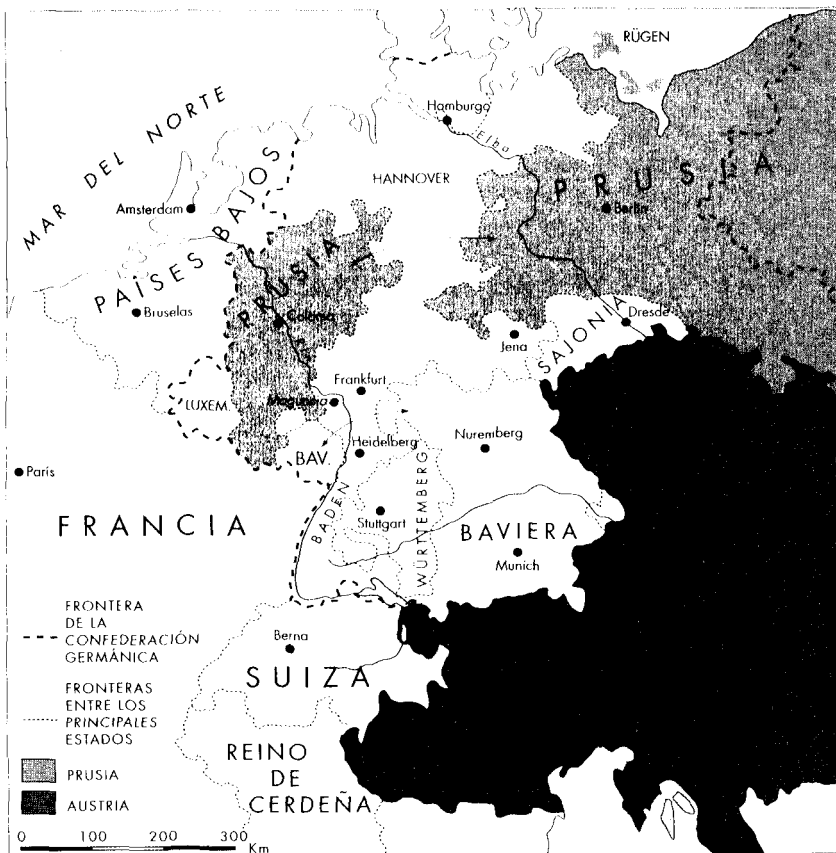 RÜGEN
Hamburgo
Elba
MAR DEL NORTE
HANNOVER
PRUSIA
Berlín
Amsterdam
PAÍSES BAJOS
PRUSIA
Bruselas
Colonia
Dresde
SAJONIA
Jena
LUXEM.
Frankfurt
Maguncia
BAV.
Heidelberg
Nuremberg
París
FRANCIA
BADEN
Stuttgart
WÜRTTEMBERG
BAVIERA
Munich
Berna
SUIZA
REINO
DE
CERDEÑA
FRONTERA
DE LA
CONFEDERACIÓN
GERMÁNICA
FRONTERAS
ENTRE LOS
PRINCIPALES
ESTADOS
PRUSIA
AUSTRIA
0 100 200 300
Km